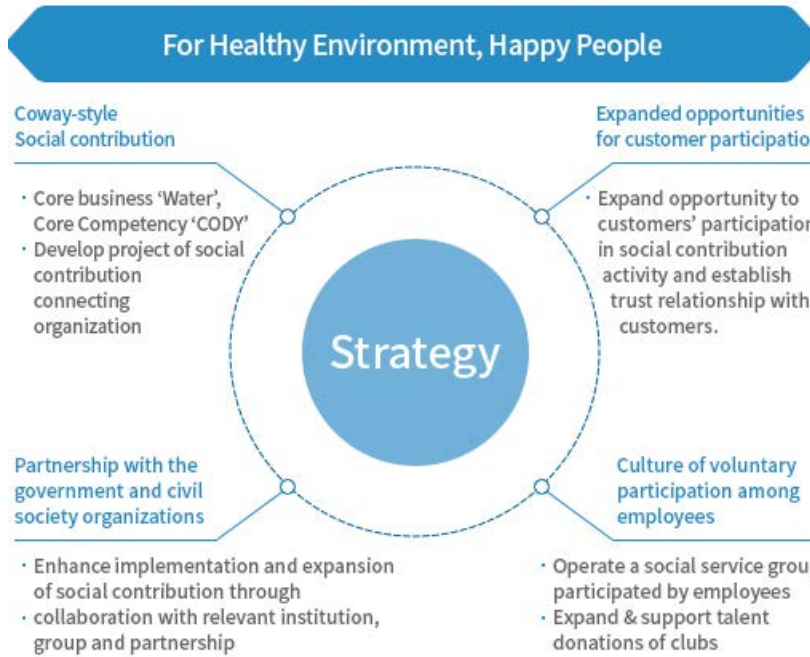 For Healthy Environment, Happy People
Coway-style
Social contribution
· Core business ‘Water’,
Core Competency ‘CODY’
· Develop project of social
contribution
connecting
organization
Expanded opportunities
for customer participatio
· Expand opportunity to
customers’ participation
in social contribution
activity and establish
trust relationship with
customers.
Strategy
Partnership with the
government and civil
society organizations
· Enhance implementation and expansion
of social contribution through
· collaboration with relevant institution,
group and partnership
Culture of voluntary
participation among
employees
· Operate a social service grou
participated by employees
· Expand & support talent
donations of clubs